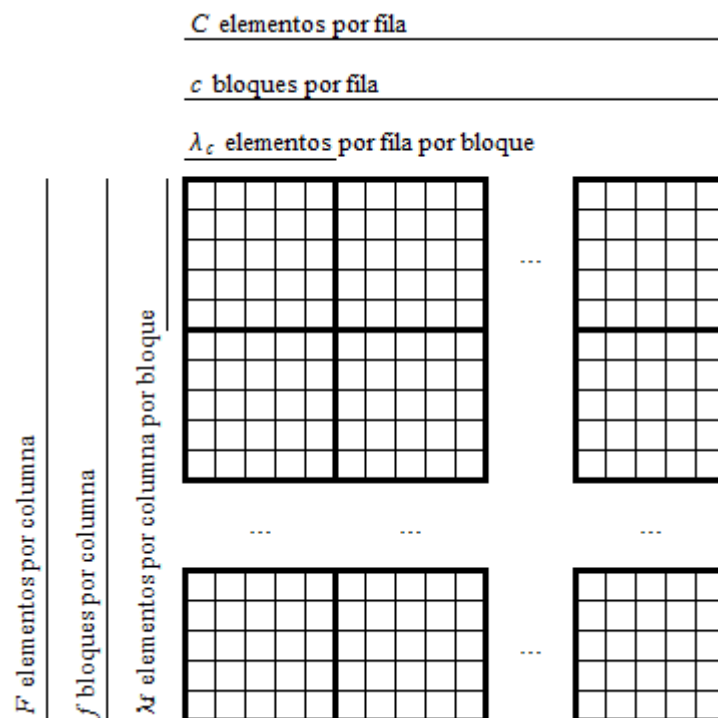 C elementos por fila
c bloques por fila
λc elementos por fila por bloque
...
... ... ...
...
F elementos por columna
f bloques por columna
λf elementos por columna por bloque